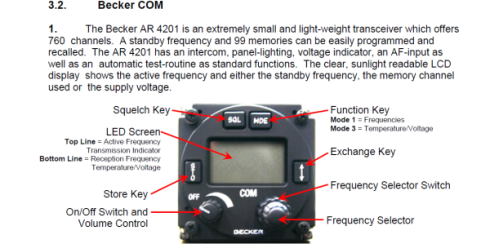 3.2. Becker COM
1. The Becker AR 4201 is an extremely small and light-weight transceiver which offers
760 channels. A standby frequency and 99 memories can be easily programmed and
recalled. The AR 4201 has an intercom, panel-lighting, voltage indicator, an AF-input as
well as an automatic test-routine as standard functions. The clear, sunlight readable LCD
display shows the active frequency and either the standby frequency, the memory channel
used or the supply voltage.
Squelch Key
LED Screen
Top Line = Active Frequency
Transmission Indicator
Bottom Line = Reception Frequency
Temperature/Voltage
Store Key
On/Off Switch and
Volume Control
SQL
MDE
STO
OFF
COM
BECKER
Function Key
Mode 1 = Frequencies
Mode 3 = Temperature/Voltage
Exchange Key
Frequency Selector Switch
Frequency Selector